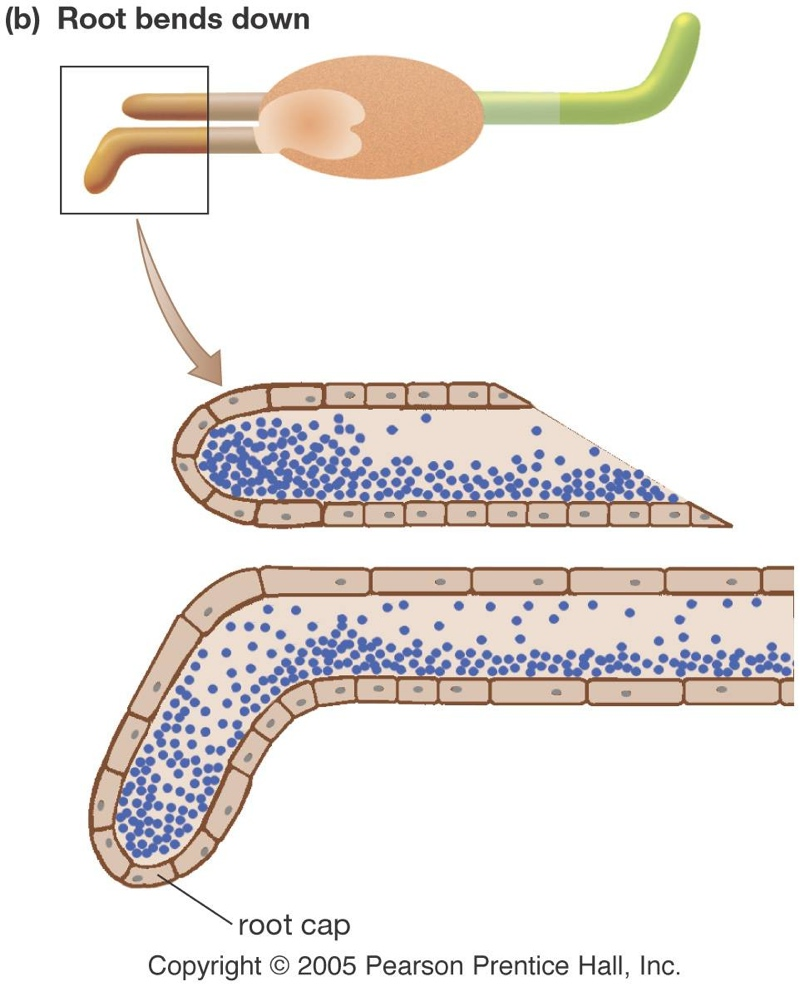 (b) Root bends down
root cap
Copyright © 2005 Pearson Prentice Hall, Inc.